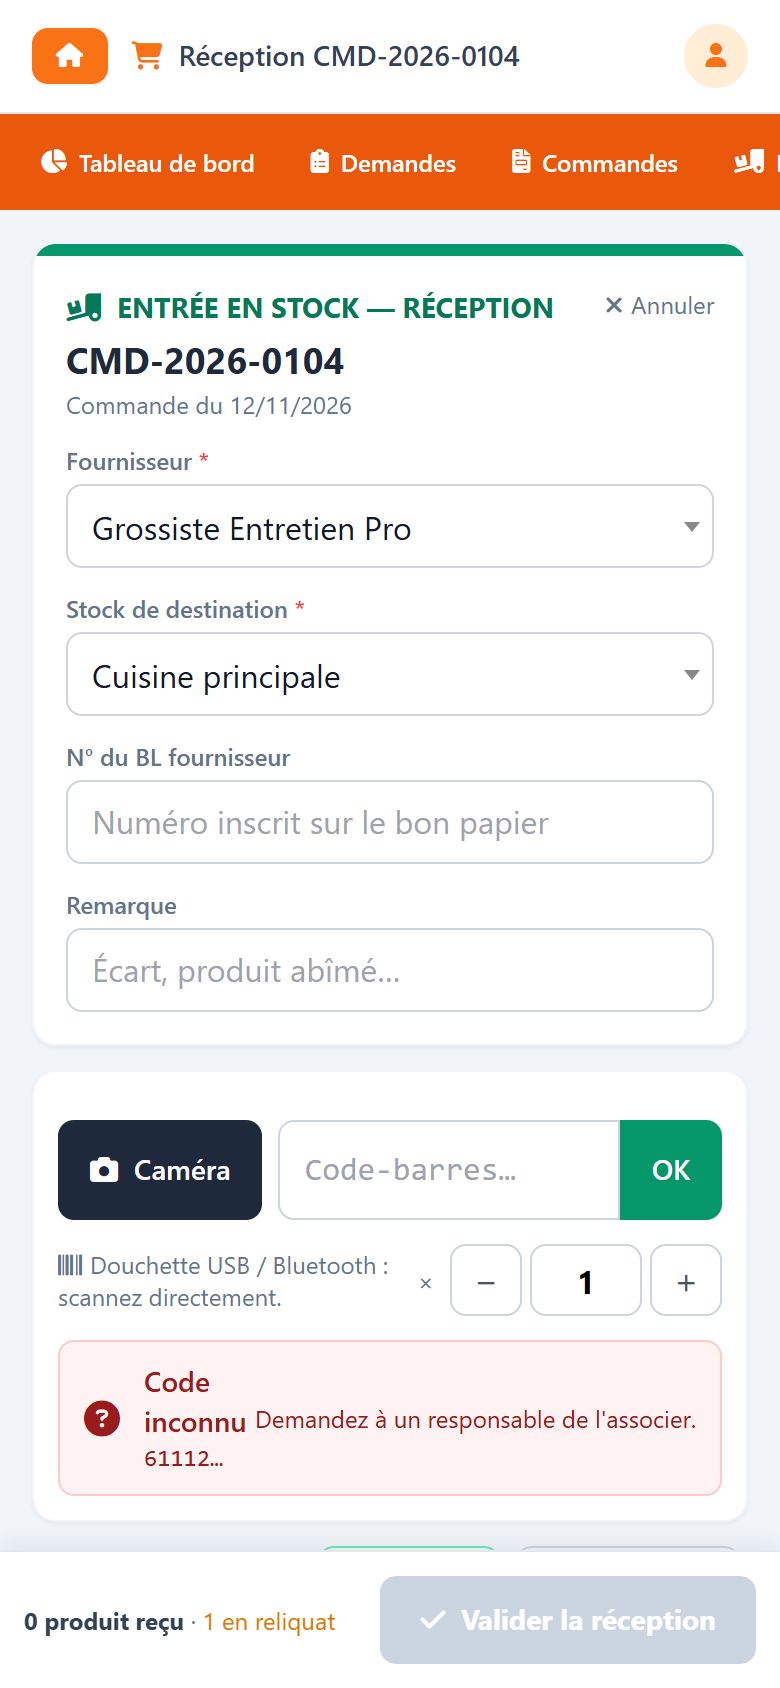 Réception CMD-2026-0104
Tableau de bord Demandes Commandes
ENTRÉE EN STOCK — RÉCEPTION × Annuler
CMD-2026-0104
Commande du 12/11/2026
Fournisseur *
Grossiste Entretien Pro
Stock de destination *
Cuisine principale
N° du BL fournisseur
Numéro inscrit sur le bon papier
Remarque
Écart, produit abîmé...
Caméra Code-barres… OK
Douchette USB / Bluetooth :
scannez directement.
× − 1 +
Code
inconnu Demandez à un responsable de l'associer.
61112…
0 produit reçu · 1 en reliquat Valider la réception